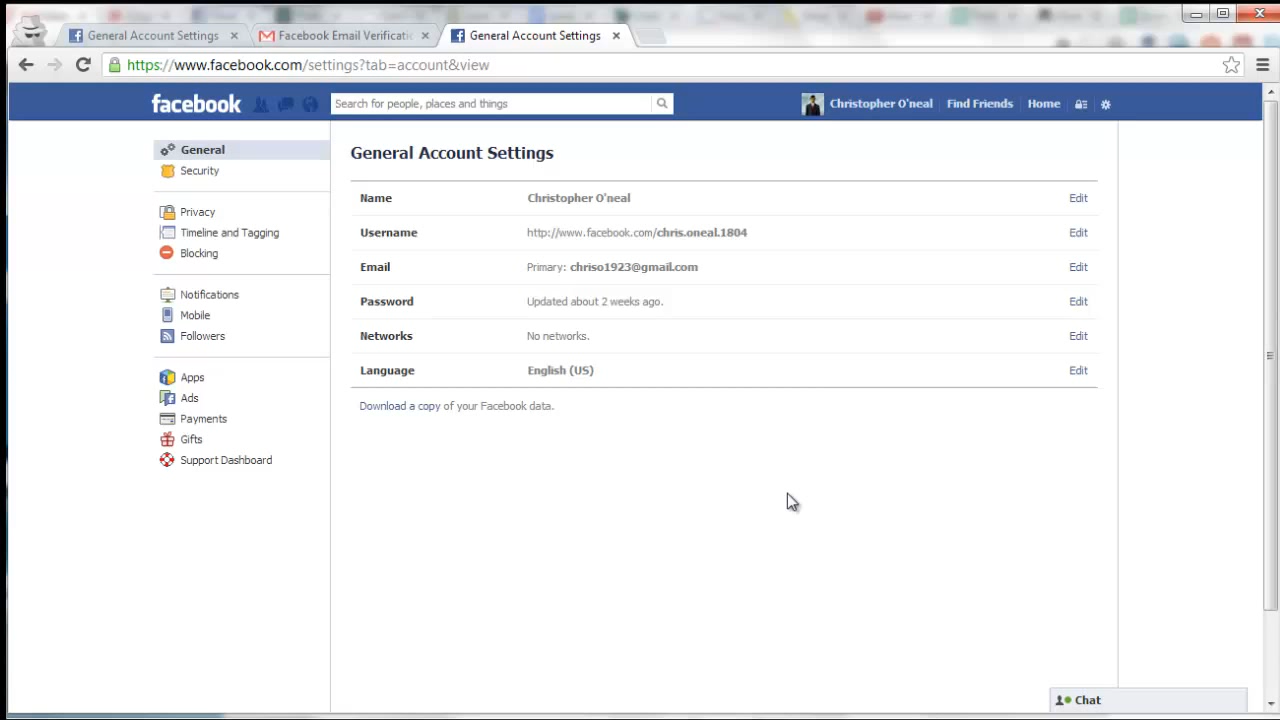 General Account Settings
Facebook Email Verificatio
General Account Settings
https://www.facebook.com/settings?tab=account&view
facebook
Search for people, places and things
Christopher O'neal
Find Friends
Home
General
Security
Privacy
Timeline and Tagging
Blocking
Notifications
Mobile
Followers
Apps
Ads
Payments
Gifts
Support Dashboard
General Account Settings
Name Christopher O'neal Edit
Username http://www.facebook.com/chris.oneal.1804 Edit
Email Primary: chriso1923@gmail.com Edit
Password Updated about 2 weeks ago. Edit
Networks No networks. Edit
Language English (US) Edit
Download a copy of your Facebook data.
Chat